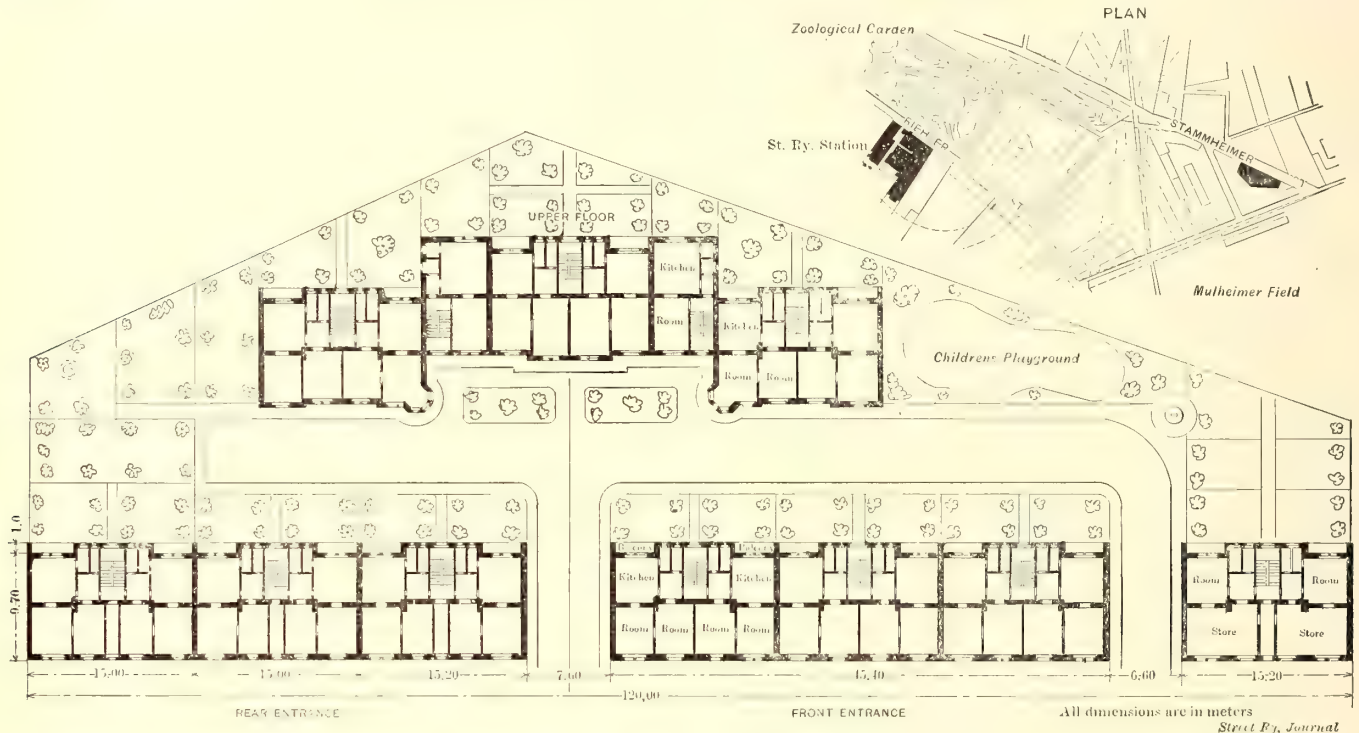 PLAN
Zoological Garden
RIEHLER
STAMMHEIMER
St. Ry. Station
Mulheimer Field
UPPER FLOOR
Kitchen
Room
Kitchen
Room
Room
Childrens Playground
1.0
9.70
Kitchen
Kitchen
Room
Room
Room
Room
Room
Room
Store
Store
15.00
15.00
15.20
7.60
45.40
6.60
15.20
120.00
REAR ENTRANCE
FRONT ENTRANCE
All dimensions are in meters
Street Ry. Journal